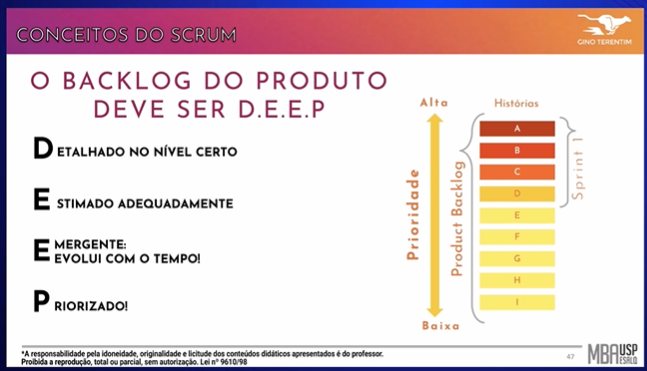 CONCEITOS DO SCRUM
GINO TERENTIM
O BACKLOG DO PRODUTO
DEVE SER D.E.E.P
DETALHADO NO NÍVEL CERTO
ESTIMADO ADEQUADAMENTE
EMERGENTE:
EVOLUI COM O TEMPO!
PRIORIZADO!
Alta
Prioridade
Baixa
Product Backlog
Histórias
A
B
C
D
E
F
G
H
I
Sprint 1
*A responsabilidade pela idoneidade, originalidade e licitude dos conteúdos didáticos apresentados é do professor.
Proibida a reprodução, total ou parcial, sem autorização. Lei nº 9610/98
47
MBA USP
ESALQ